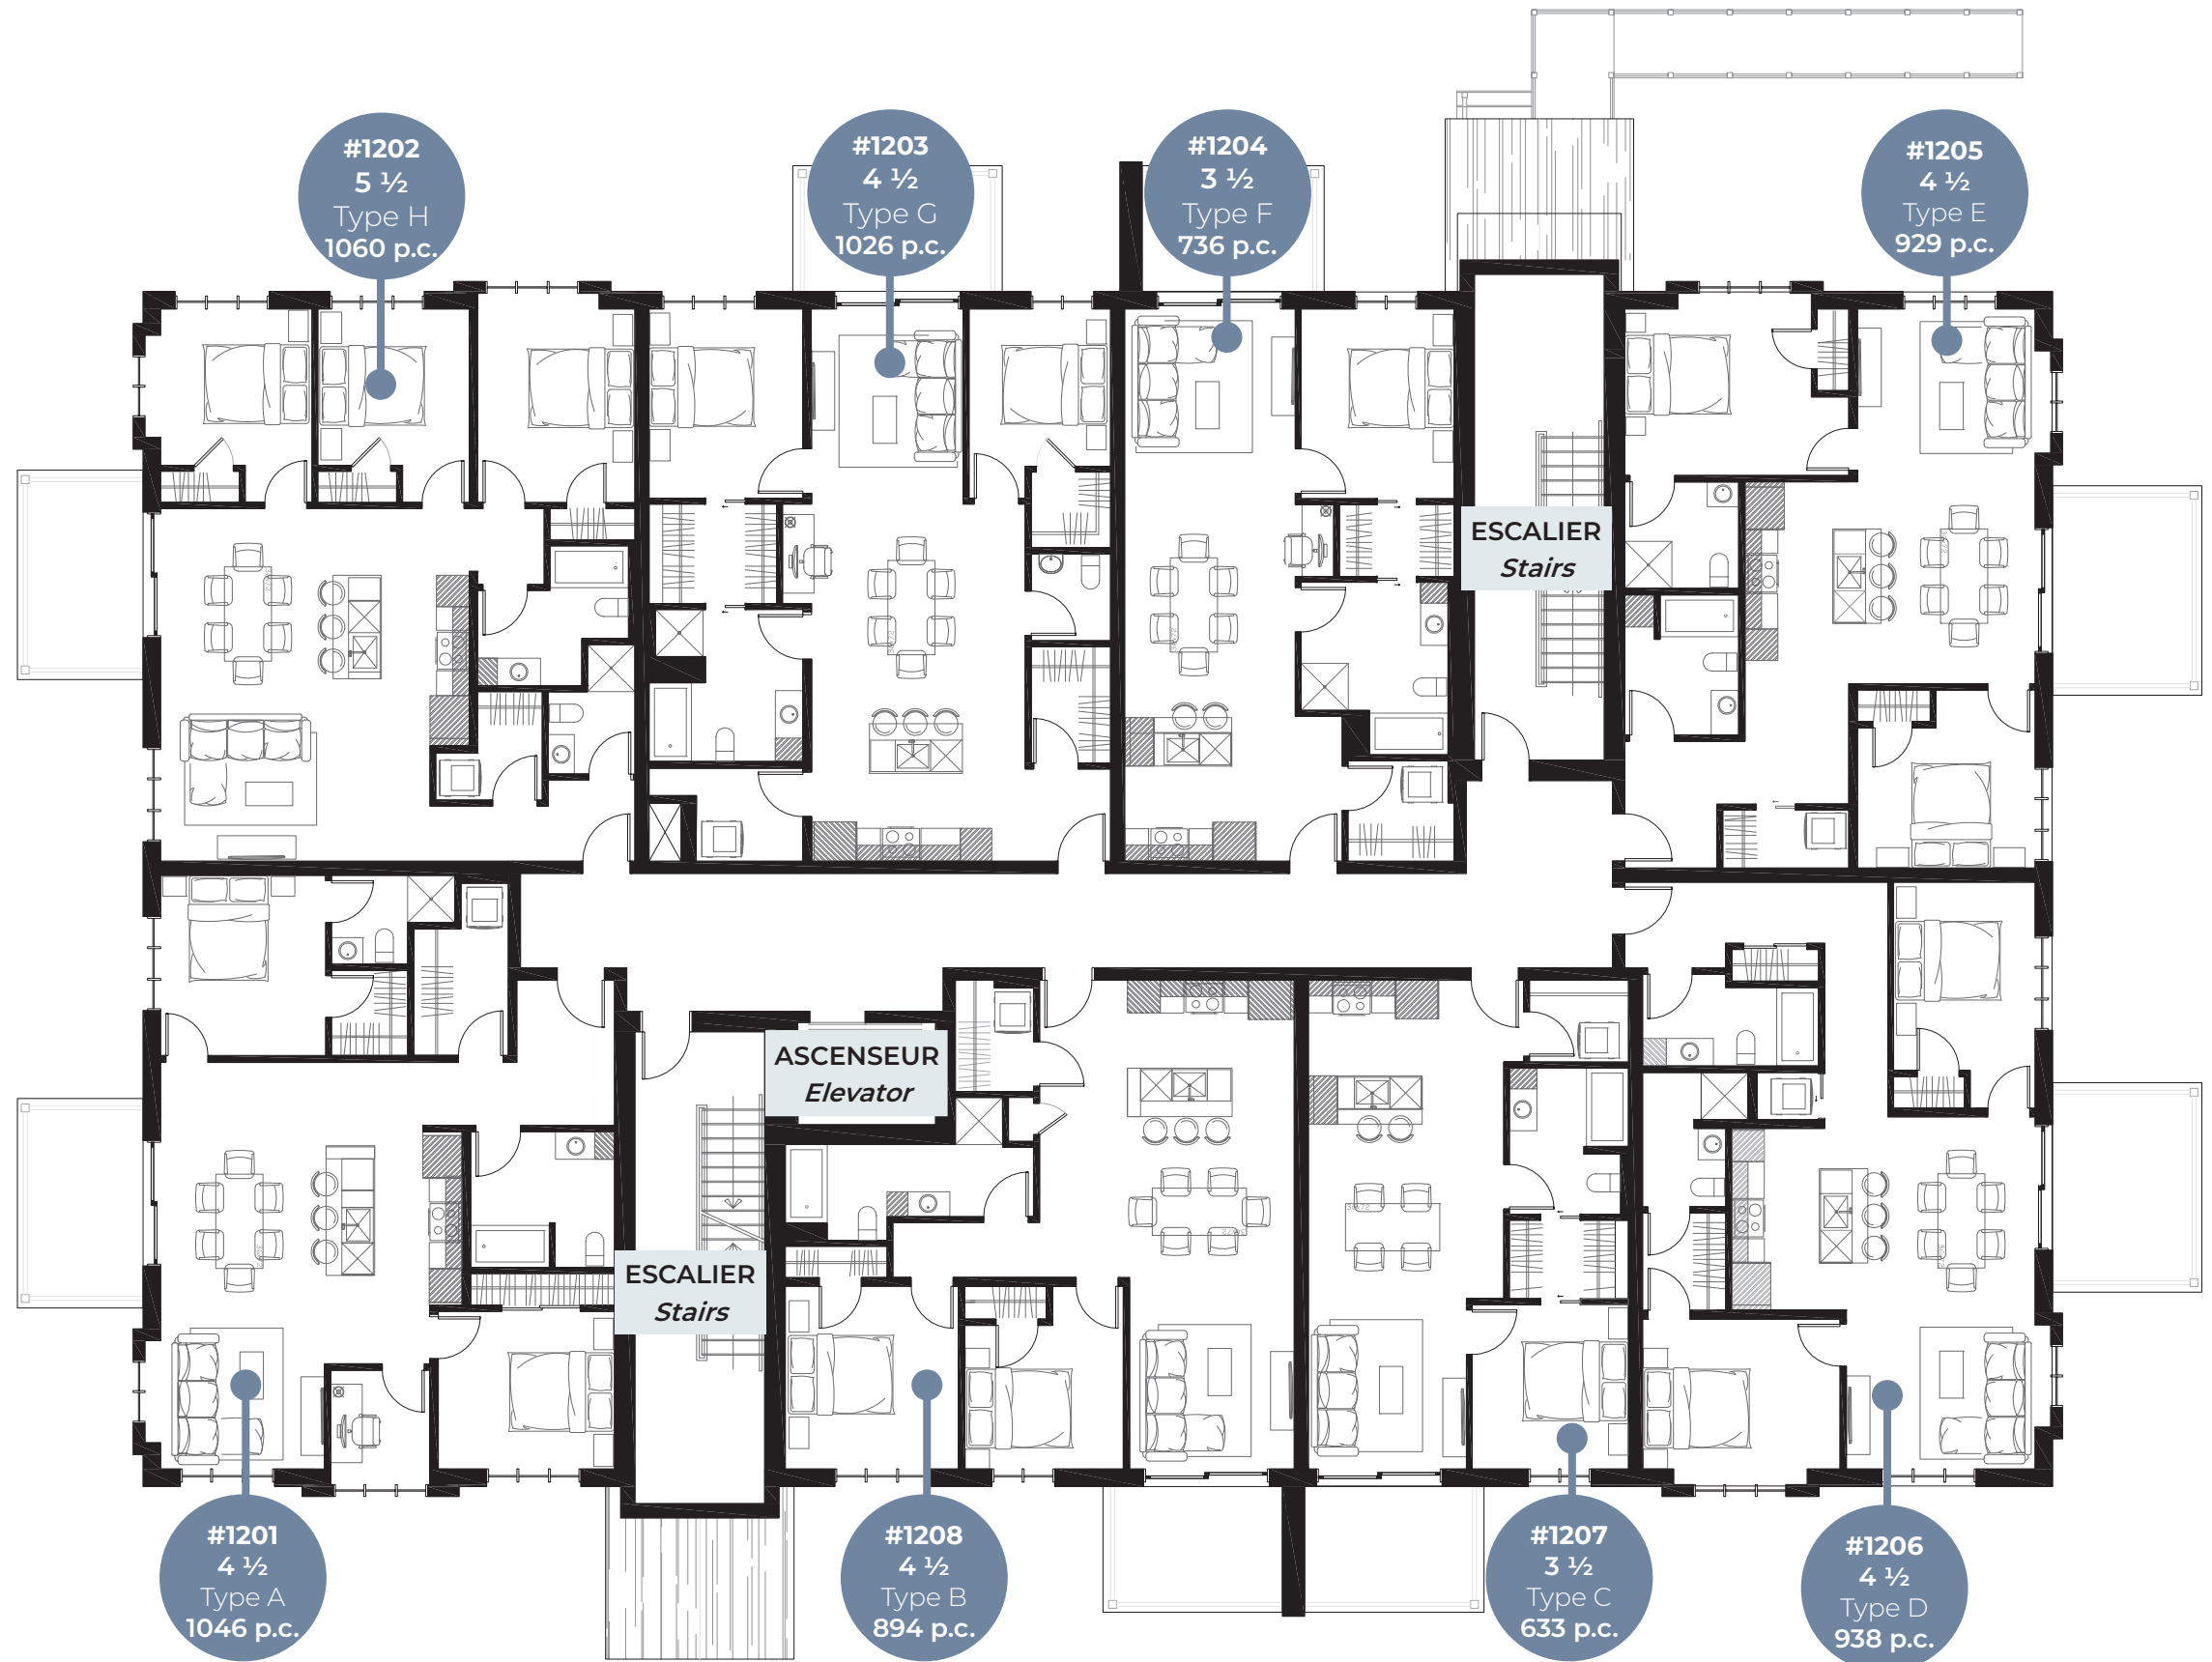 #1202
5 ½
Type H
1060 p.c.
#1203
4 ½
Type G
1026 p.c.
#1204
3 ½
Type F
736 p.c.
#1205
4 ½
Type E
929 p.c.
ESCALIER
Stairs
ASCENSEUR
Elevator
ESCALIER
Stairs
#1201
4 ½
Type A
1046 p.c.
#1208
4 ½
Type B
894 p.c.
#1207
3 ½
Type C
633 p.c.
#1206
4 ½
Type D
938 p.c.